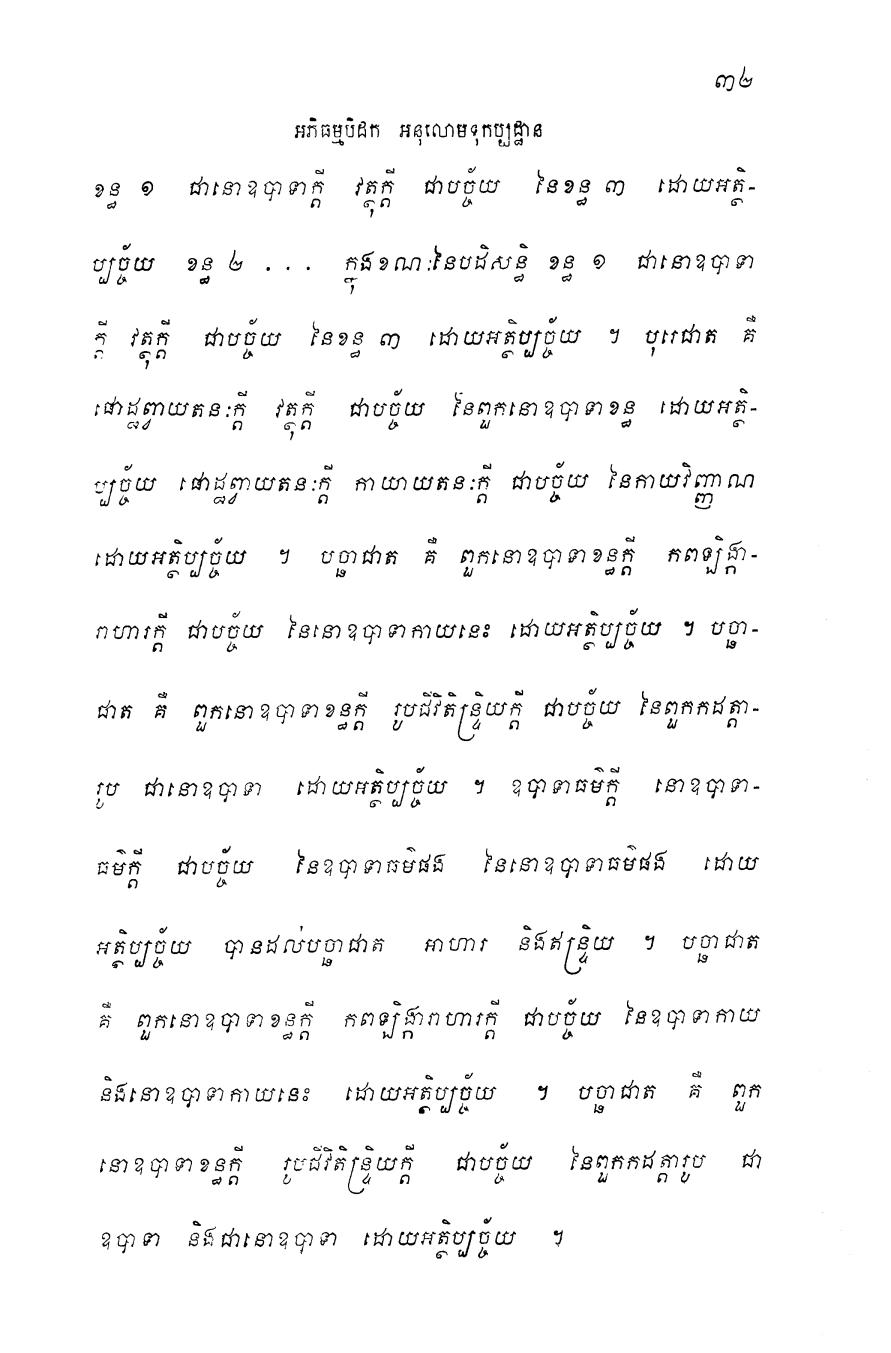 ៣២
អភិធម្មបិដក អនុលោមទុកប្បដ្ឋាន
ខន្ធ ១ ជានោឧបាទាក្តី វត្ថុក្តី ជាបច្ច័យ នៃខន្ធ ៣ ដោយអត្ថិ-
ប្បច្ច័យ ខន្ធ ២ ... ក្នុងខណៈនៃបដិសន្ធិ ខន្ធ ១ ជានោឧបាទា
ក្តី វត្ថុក្តី ជាបច្ច័យ នៃខន្ធ ៣ ដោយអត្ថិប្បច្ច័យ ។ បុរេជាត គឺ
ផោដ្ឋព្វាយតនៈក្តី វត្ថុក្តី ជាបច្ច័យ នៃពួកនោឧបាទាខន្ធ ដោយអត្ថិ-
ប្បច្ច័យ ផោដ្ឋព្វាយតនៈក្តី កាយាយតនៈក្តី ជាបច្ច័យ នៃកាយវិញ្ញាណ
ដោយអត្ថិប្បច្ច័យ ។ បច្ឆាជាត គឺ ពួកនោឧបាទាខន្ធក្តី កពឡិង្ការ-
រាហារក្តី ជាបច្ច័យ នៃនោឧបាទាកាយនេះ ដោយអត្ថិប្បច្ច័យ ។ បច្ឆា-
ជាត គឺ ពួកនោឧបាទាខន្ធក្តី រូបជីវិតិន្ទ្រិយក្តី ជាបច្ច័យ នៃពួកកដត្តា-
រូប ជានោឧបាទា ដោយអត្ថិប្បច្ច័យ ។ ឧបាទាធម៌ក្តី នោឧបាទា-
ធម៌ក្តី ជាបច្ច័យ នៃឧបាទាធម៌ផង នៃនោឧបាទាធម៌ផង ដោយ
អត្ថិប្បច្ច័យ បានដល់បច្ឆាជាត អាហារ និងឥន្ទ្រិយ ។ បច្ឆាជាត
គឺ ពួកនោឧបាទាខន្ធក្តី កពឡិង្ការាហារក្តី ជាបច្ច័យ នៃឧបាទាកាយ
និងនោឧបាទាកាយនេះ ដោយអត្ថិប្បច្ច័យ ។ បច្ឆាជាត គឺ ពួក
នោឧបាទាខន្ធក្តី រូបជីវិតិន្ទ្រិយក្តី ជាបច្ច័យ នៃពួកកដត្តារូប ជា
ឧបាទា និងជានោឧបាទា ដោយអត្ថិប្បច្ច័យ ។